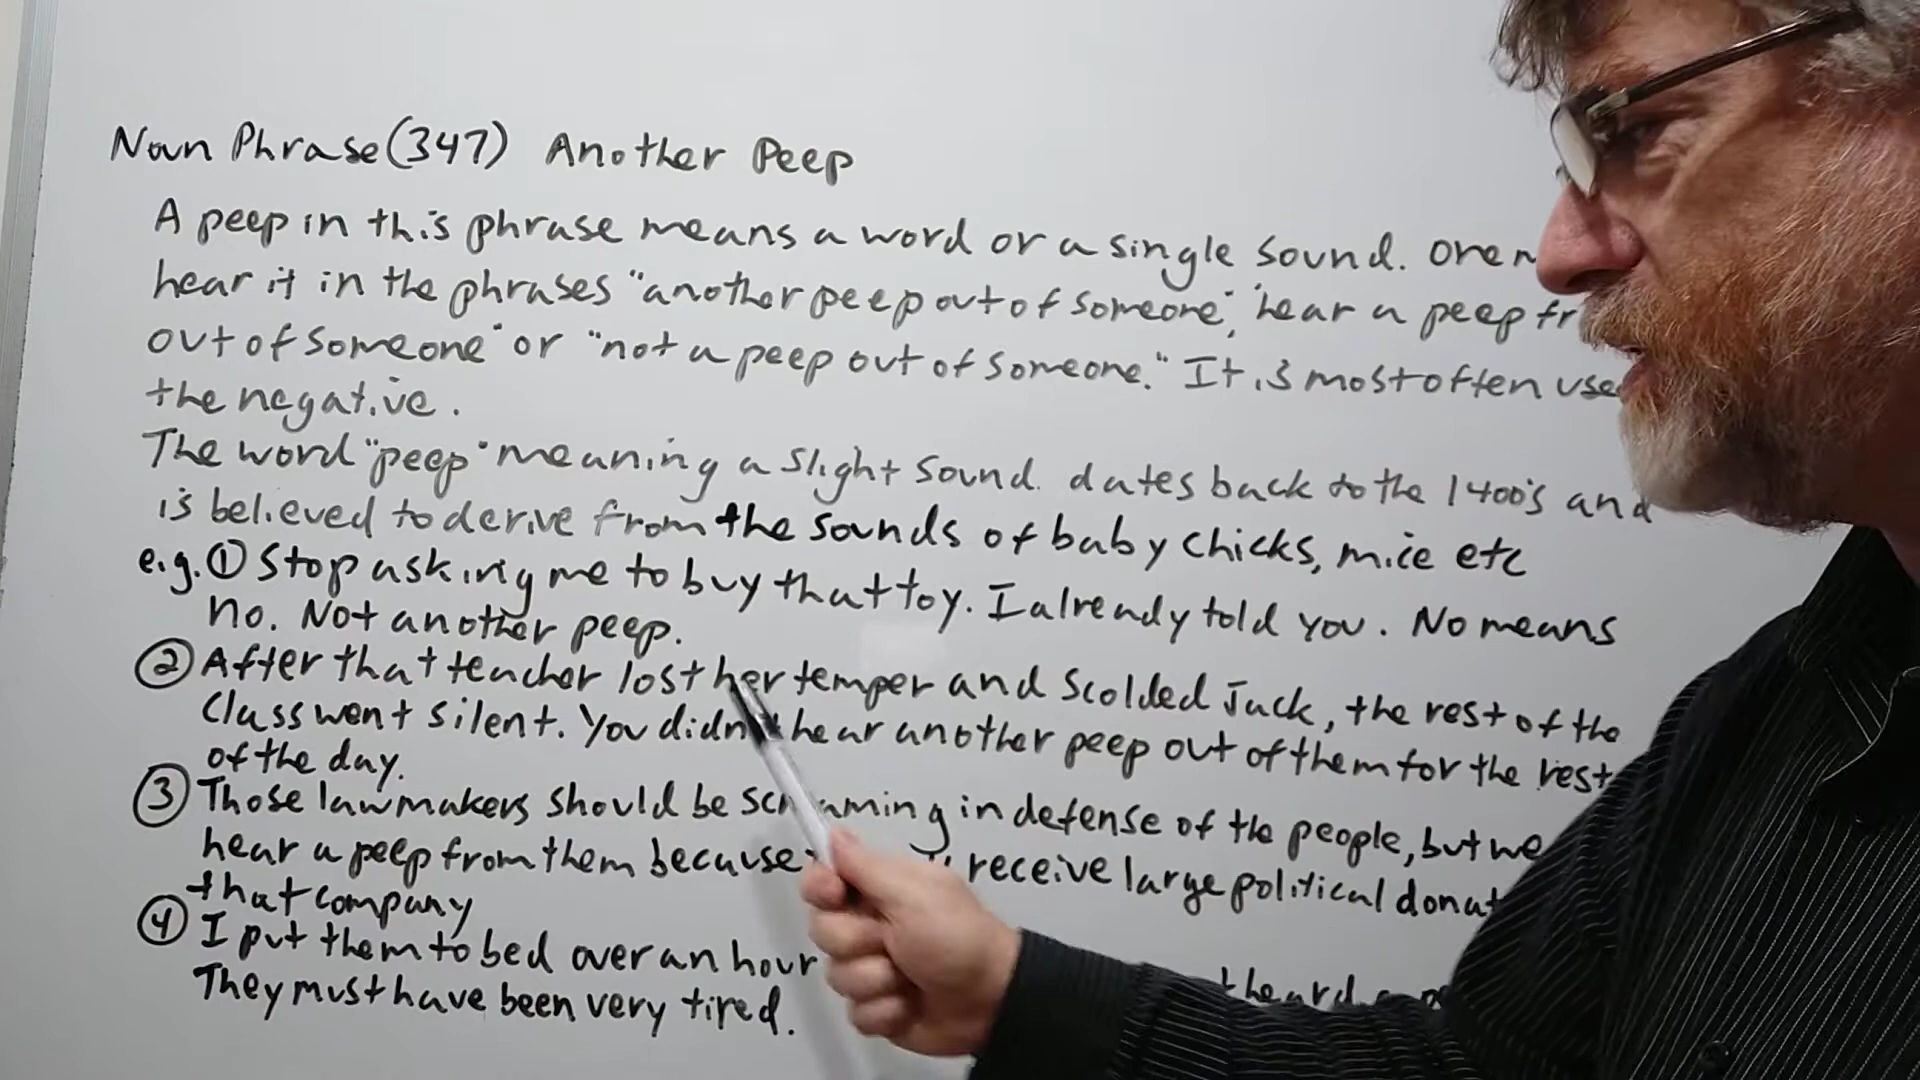 Noun Phrase (347) Another Peep
A peep in this phrase means a word or a single sound. One
hear it in the phrases "another peep out of someone", hear a peep
out of someone" or "not a peep out of someone." It is most often
the negative.
The word "peep" meaning a slight sound. dates back to the 1400's and
is believed to derive from the sounds of baby chicks, mice etc
e.g. ① Stop asking me to buy that toy. I already told you. No means
no. Not another peep.
② After that teacher lost her temper and scolded Jack, the rest of the
class went silent. You didn't hear another peep out of them for the rest
of the day.
③ Those lawmakers should be screaming in defense of the people, but we
hear a peep from them because receive large political
that company
④ I put them to bed over an hour heard a
They must have been very tired.